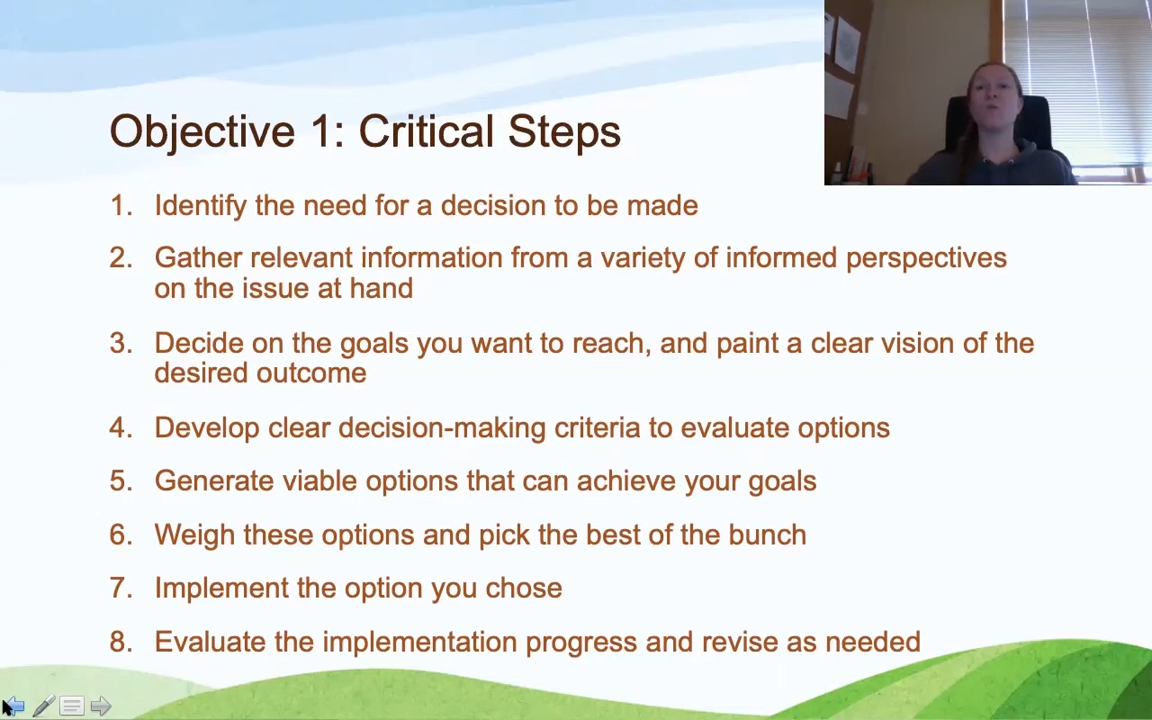 Objective 1: Critical Steps
1. Identify the need for a decision to be made
2. Gather relevant information from a variety of informed perspectives
on the issue at hand
3. Decide on the goals you want to reach, and paint a clear vision of the
desired outcome
4. Develop clear decision-making criteria to evaluate options
5. Generate viable options that can achieve your goals
6. Weigh these options and pick the best of the bunch
7. Implement the option you chose
8. Evaluate the implementation progress and revise as needed